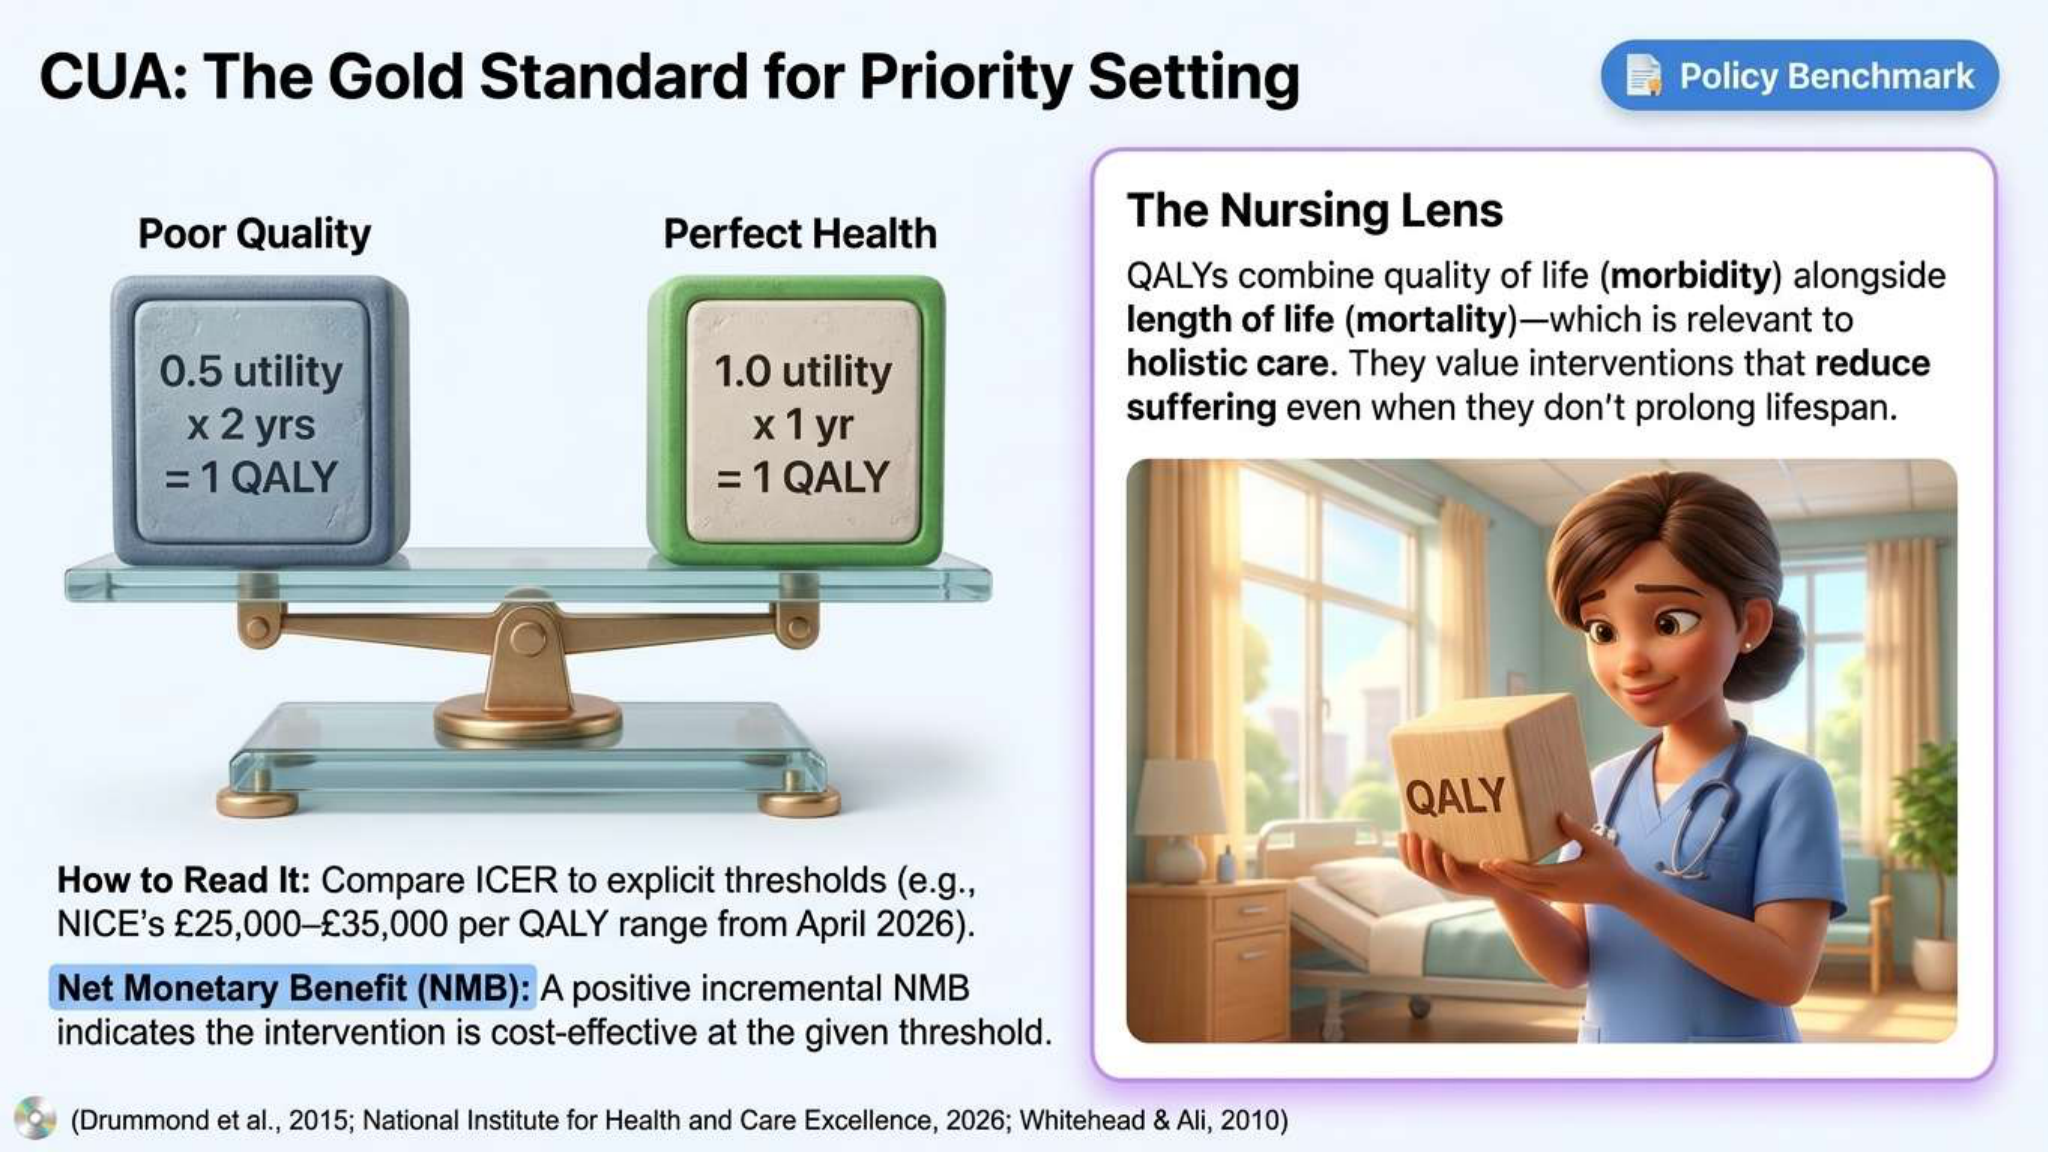 CUA: The Gold Standard for Priority Setting
Policy Benchmark
Poor Quality
0.5 utility
x 2 yrs
= 1 QALY
Perfect Health
1.0 utility
x 1 yr
= 1 QALY
How to Read It: Compare ICER to explicit thresholds (e.g.,
NICE’s £25,000–£35,000 per QALY range from April 2026).
Net Monetary Benefit (NMB): A positive incremental NMB
indicates the intervention is cost-effective at the given threshold.
The Nursing Lens
QALYs combine quality of life (morbidity) alongside
length of life (mortality)—which is relevant to
holistic care. They value interventions that reduce
suffering even when they don’t prolong lifespan.
QALY
(Drummond et al., 2015; National Institute for Health and Care Excellence, 2026; Whitehead & Ali, 2010)